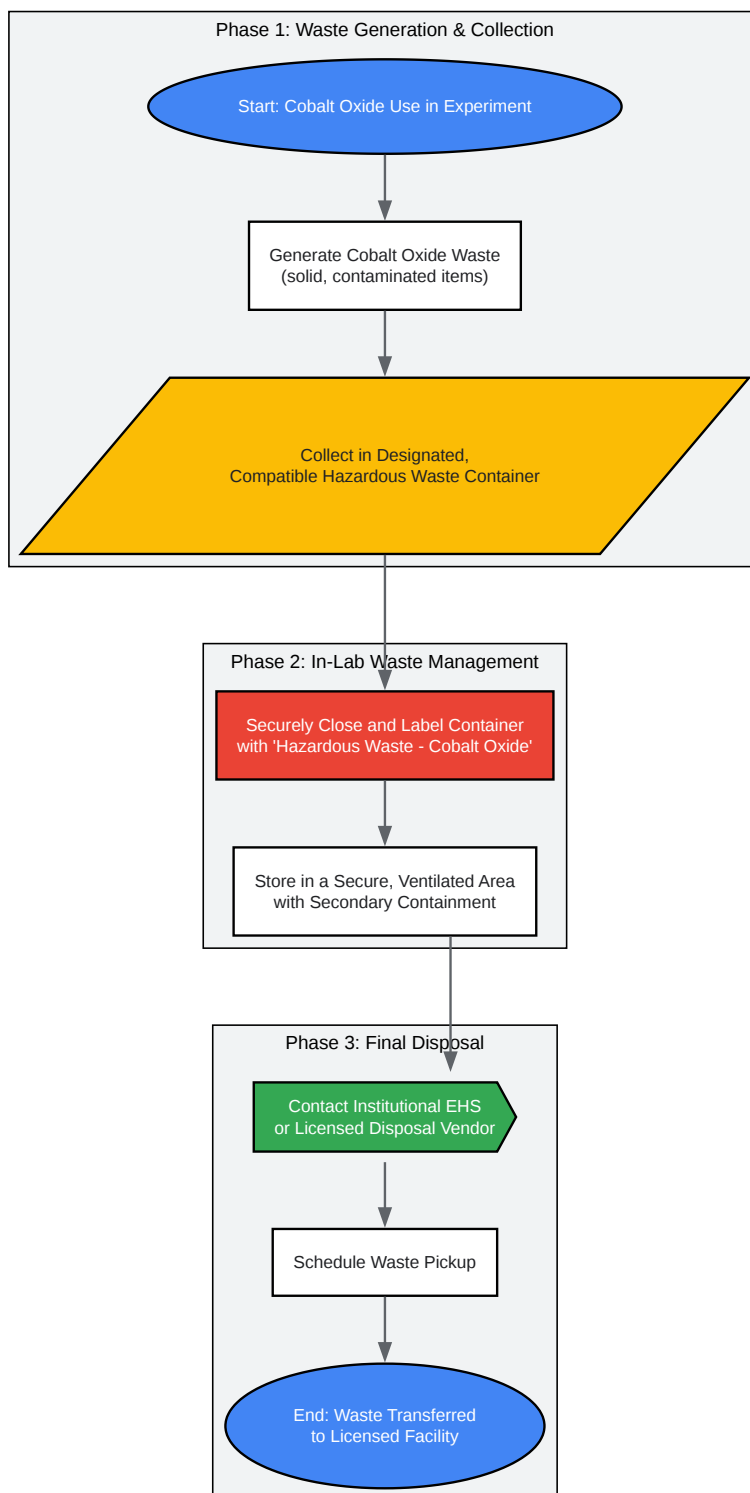 Phase 1: Waste Generation & Collection
Start: Cobalt Oxide Use in Experiment
Generate Cobalt Oxide Waste
(solid, contaminated items)
Collect in Designated,
Compatible Hazardous Waste Container
Phase 2: In-Lab Waste Management
Securely Close and Label Container
with 'Hazardous Waste - Cobalt Oxide'
Store in a Secure, Ventilated Area
with Secondary Containment
Phase 3: Final Disposal
Contact Institutional EHS
or Licensed Disposal Vendor
Schedule Waste Pickup
End: Waste Transferred
to Licensed Facility